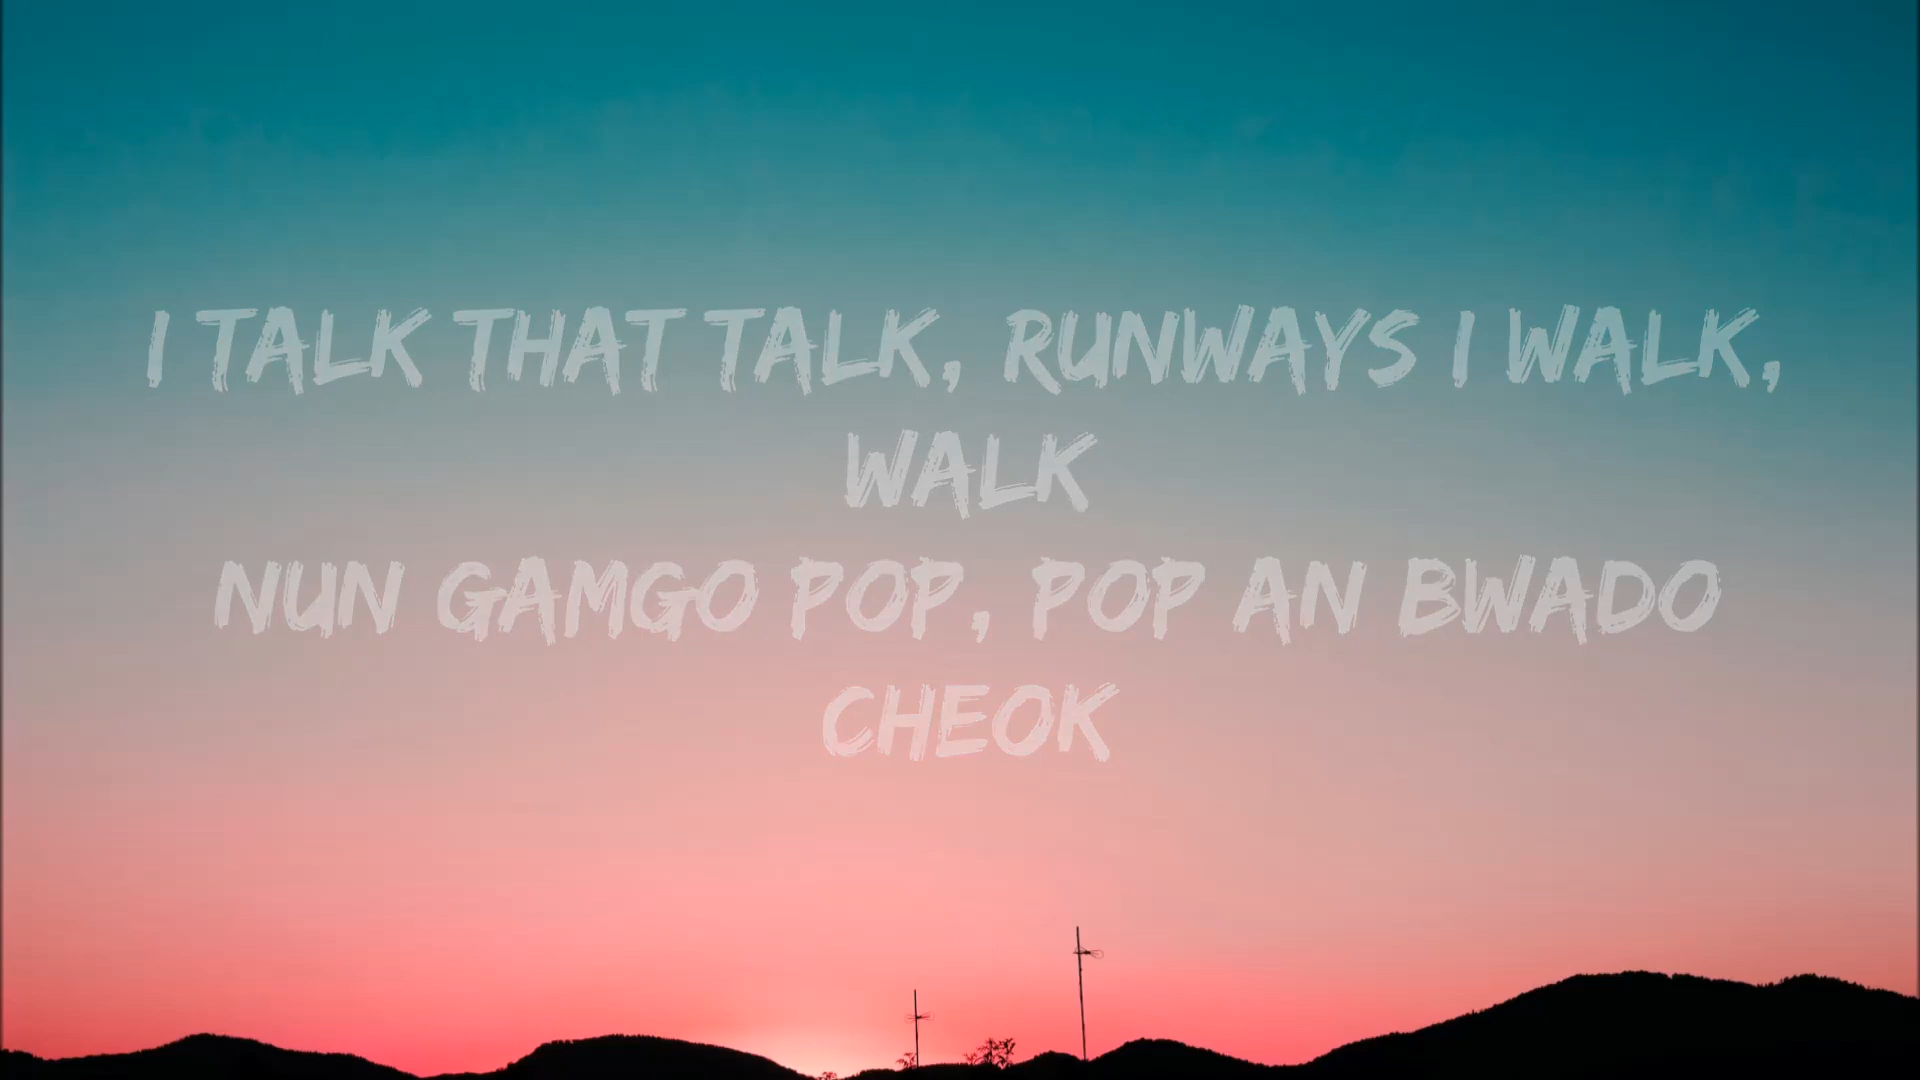 I TALK THAT TALK, RUNWAYS I WALK,
WALK
NUN GAMGO POP, POP AN BWADO
CHEOK